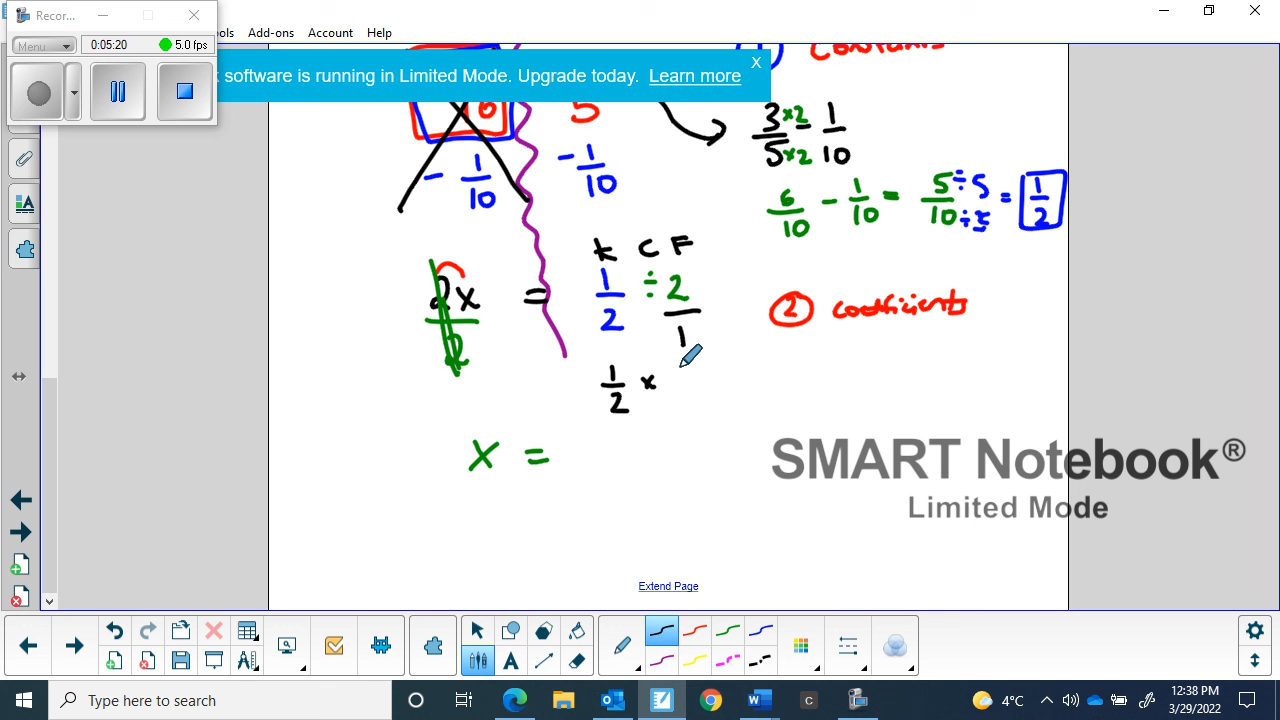 Recor...
Menu
0:05:20
5.0 fps
ols Add-ons Account Help
software is running in Limited Mode. Upgrade today. Learn more X
① constants
6 5
- 1/10 - 1/10
3/5 ×2 ×2 - 1/10
6/10 - 1/10 = 5/10 ÷5 ÷5 = 1/2
K C F
2x/2 = 1/2 ÷ 2/1
② coefficients
1/2 ×
x =
SMART Notebook®
Limited Mode
Extend Page
A
Type here to search
4°C
12:38 PM
3/29/2022